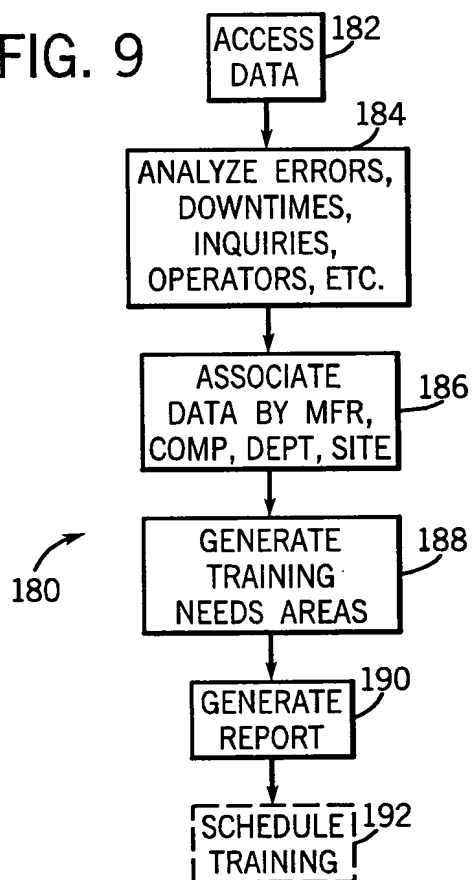 FIG. 9
ACCESS
DATA
182
184
ANALYZE ERRORS,
DOWNTIMES,
INQUIRIES,
OPERATORS, ETC.
ASSOCIATE
DATA BY MFR,
COMP, DEPT, SITE
186
GENERATE
TRAINING
NEEDS AREAS
188
180
GENERATE
REPORT
190
SCHEDULE
TRAINING
192